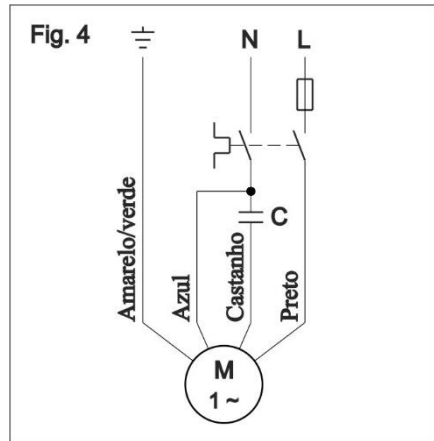 Fig. 4
N
L
C
Amarelo/verde
Azul
Castanho
Preto
M
1 ~